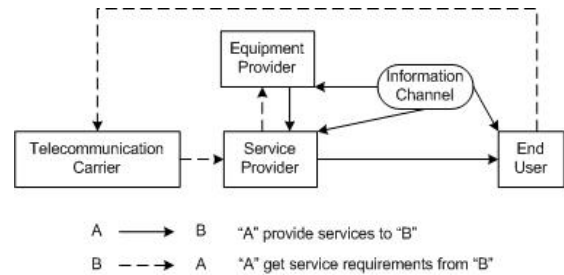 Equipment
Provider
Information
Channel
Telecommunication
Carrier
Service
Provider
End
User
A B "A" provide services to "B"
B A "A" get service requirements from "B"